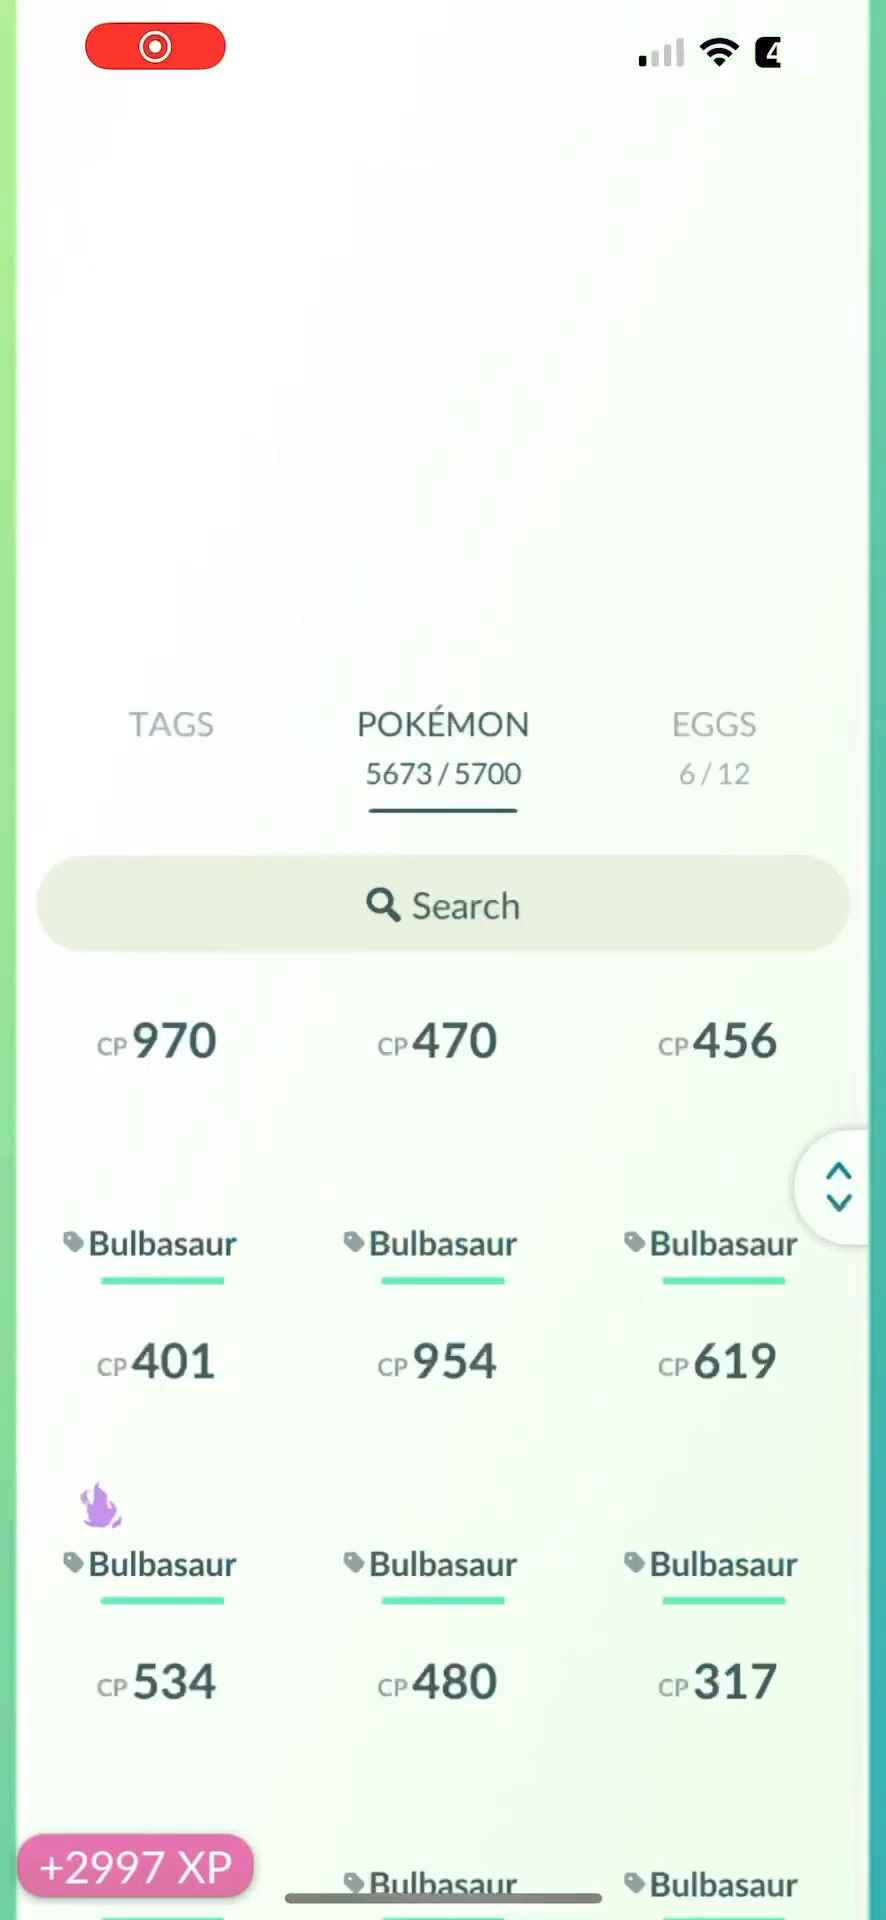 TAGS POKÉMON EGGS
5673 / 5700 6 / 12
Search
CP970 CP470 CP456
Bulbasaur Bulbasaur Bulbasaur
CP401 CP954 CP619
Bulbasaur Bulbasaur Bulbasaur
CP534 CP480 CP317
+2997 XP Bulbasaur Bulbasaur